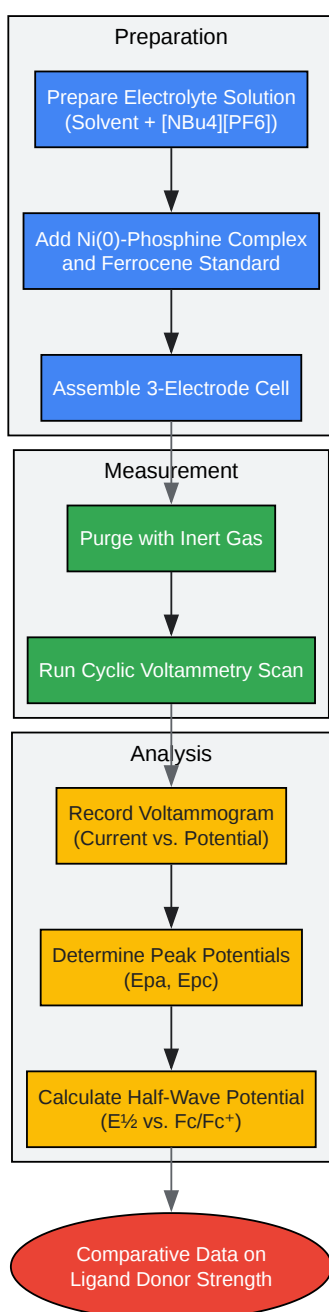 Preparation
Prepare Electrolyte Solution
(Solvent + [NBu4][PF6])
Add Ni(0)-Phosphine Complex
and Ferrocene Standard
Assemble 3-Electrode Cell
Measurement
Purge with Inert Gas
Run Cyclic Voltammetry Scan
Analysis
Record Voltammogram
(Current vs. Potential)
Determine Peak Potentials
(Epa, Epc)
Calculate Half-Wave Potential
(E½ vs. Fc/Fc⁺)
Comparative Data on
Ligand Donor Strength